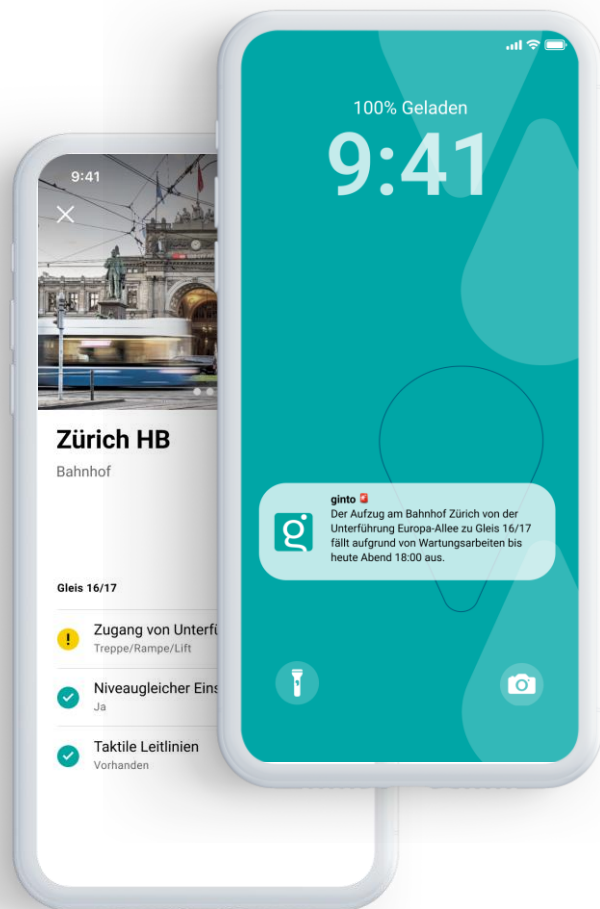 9:41
Zürich HB
Bahnhof
Gleis 16/17
Zugang von Unterfü
Treppe/Rampe/Lift
Niveaugleicher Eins
Ja
Taktile Leitlinien
Vorhanden
100% Geladen
9:41
g
ginto
Der Aufzug am Bahnhof Zürich von der
Unterführung Europa-Allee zu Gleis 16/17
fällt aufgrund von Wartungsarbeiten bis
heute Abend 18:00 aus.